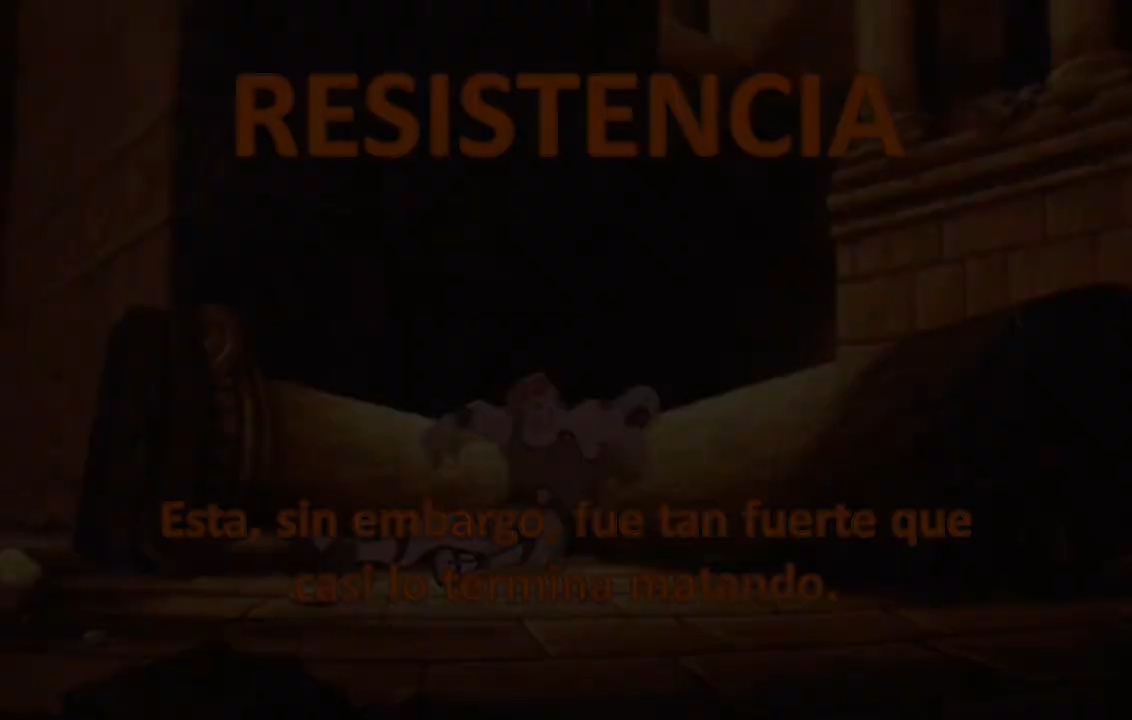 RESISTENCIA
Esta, sin embargo, fue tan fuerte que
casi lo termina matando.